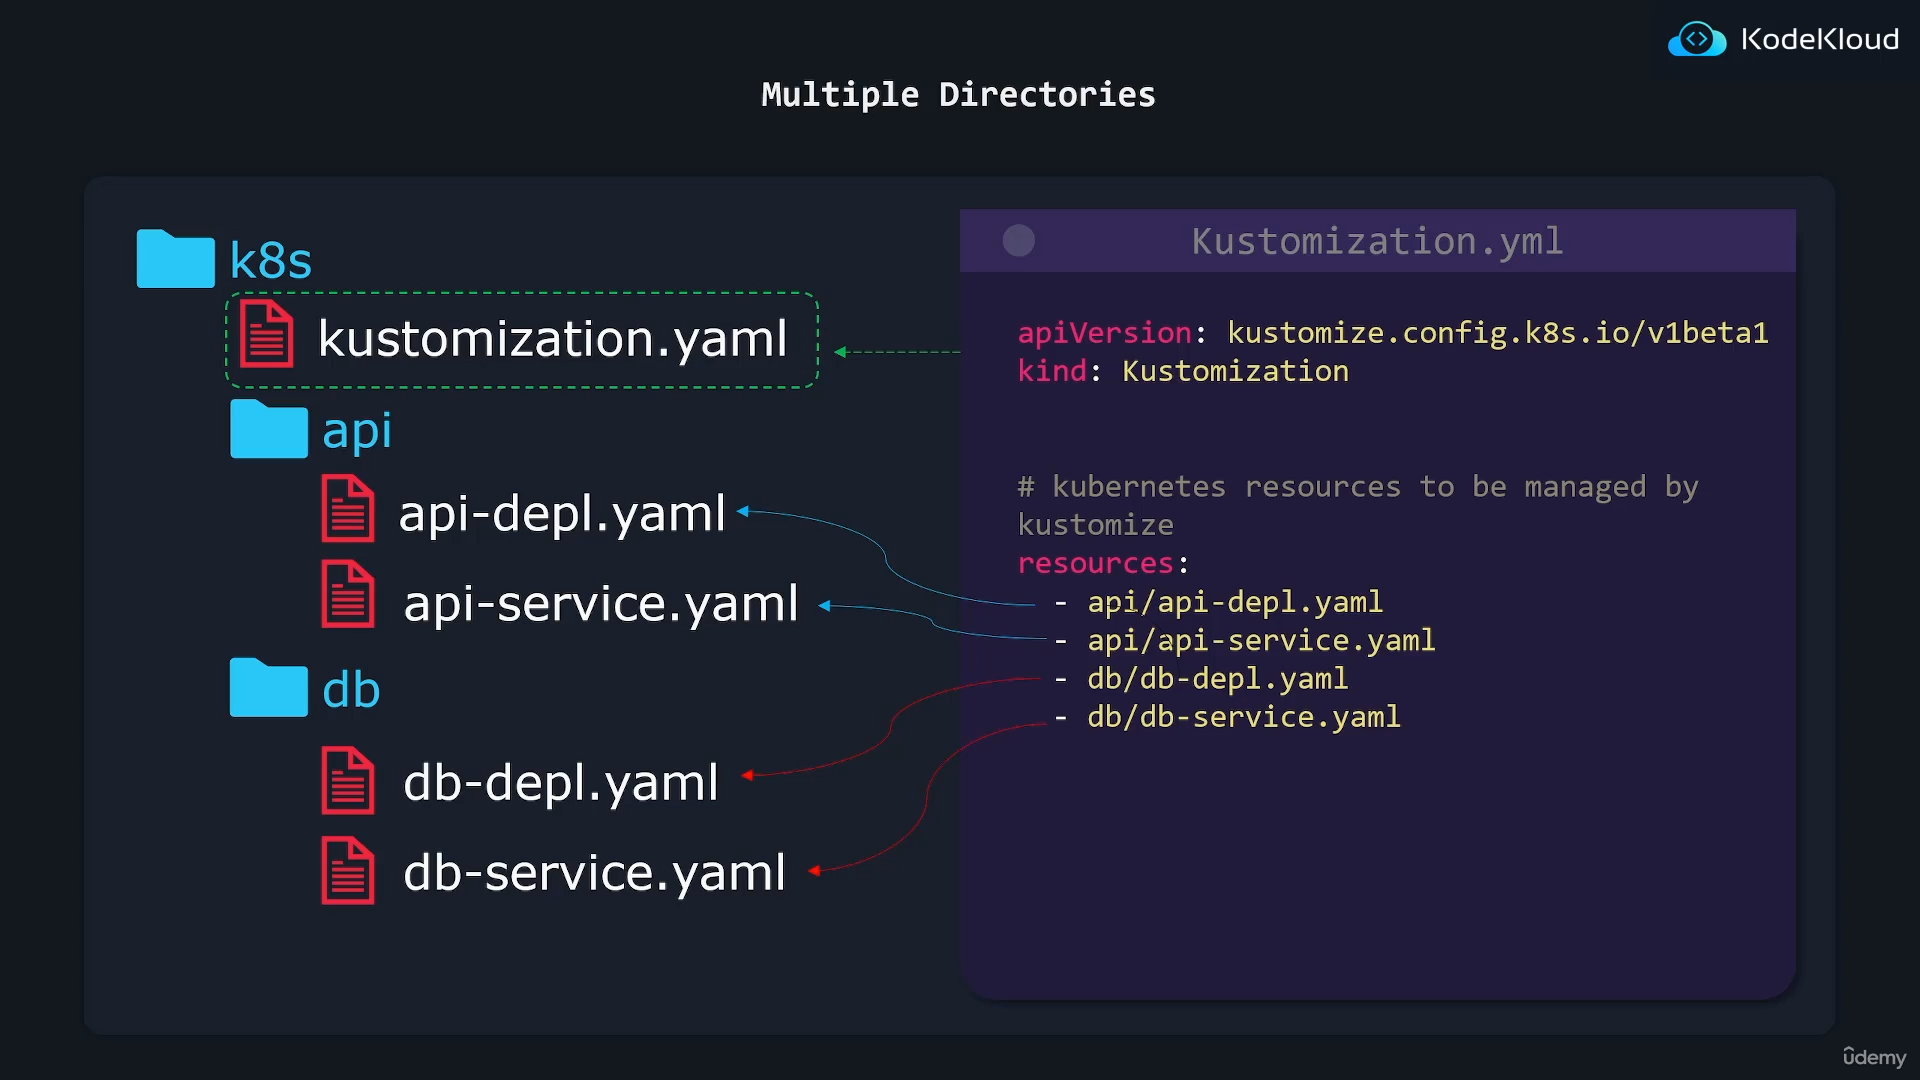 KodeKloud
Multiple Directories
k8s
kustomization.yaml
api
api-depl.yaml
api-service.yaml
db
db-depl.yaml
db-service.yaml
Kustomization.yml
apiVersion: kustomize.config.k8s.io/v1beta1
kind: Kustomization
# kubernetes resources to be managed by
kustomize
resources:
- api/api-depl.yaml
- api/api-service.yaml
- db/db-depl.yaml
- db/db-service.yaml
ûdemy